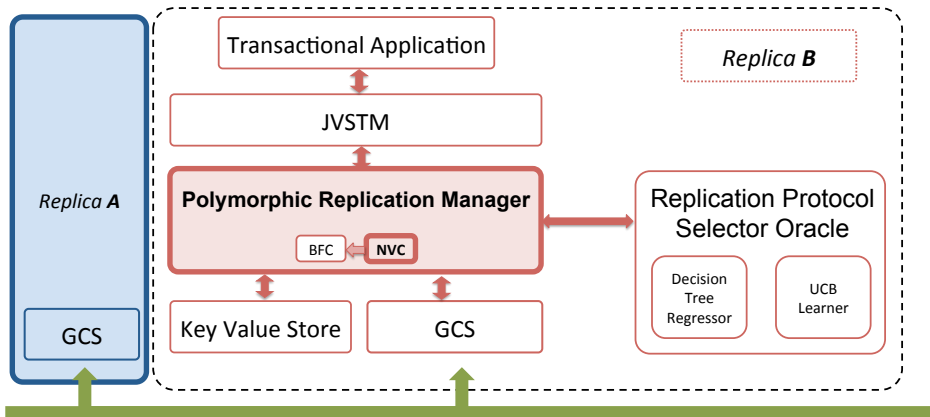 Transactional Application
Replica B
JVSTM
Replica A
Polymorphic Replication Manager
BFC
NVC
Replication Protocol
Selector Oracle
Decision
Tree
Regressor
UCB
Learner
GCS
Key Value Store
GCS